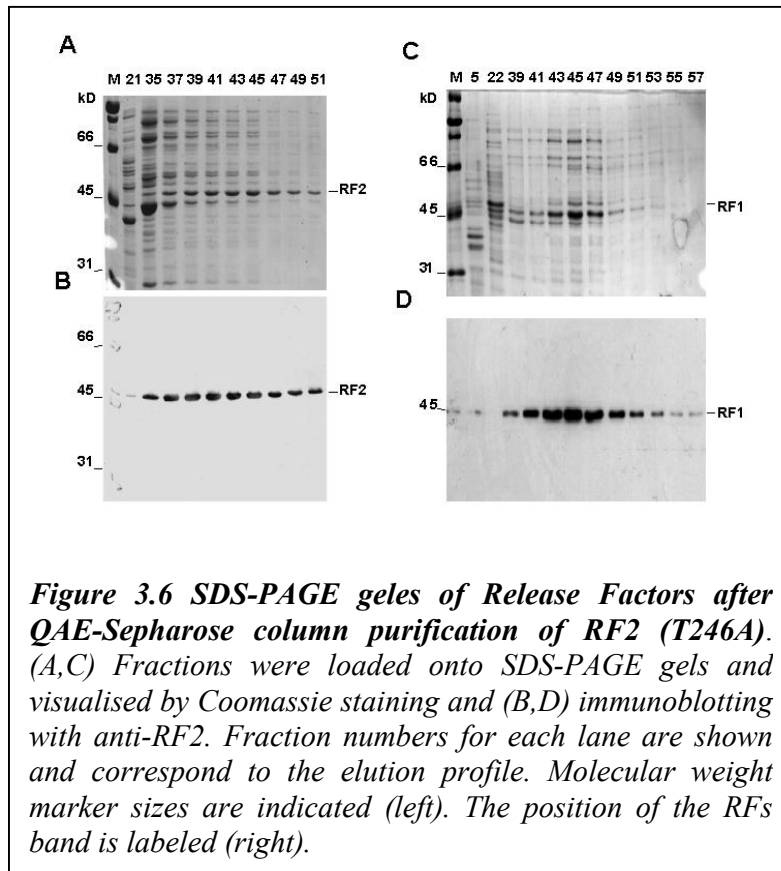 A
M 21 35 37 39 41 43 45 47 49 51
kD
66
45
31
RF2
B
66
45
31
RF2
C
M 5 22 39 41 43 45 47 49 51 53 55 57
kD
66
45
31
RF1
D
45
RF1
Figure 3.6 SDS-PAGE geles of Release Factors after
QAE-Sepharose column purification of RF2 (T246A).
(A,C) Fractions were loaded onto SDS-PAGE gels and
visualised by Coomassie staining and (B,D) immunoblotting
with anti-RF2. Fraction numbers for each lane are shown
and correspond to the elution profile. Molecular weight
marker sizes are indicated (left). The position of the RFs
band is labeled (right).